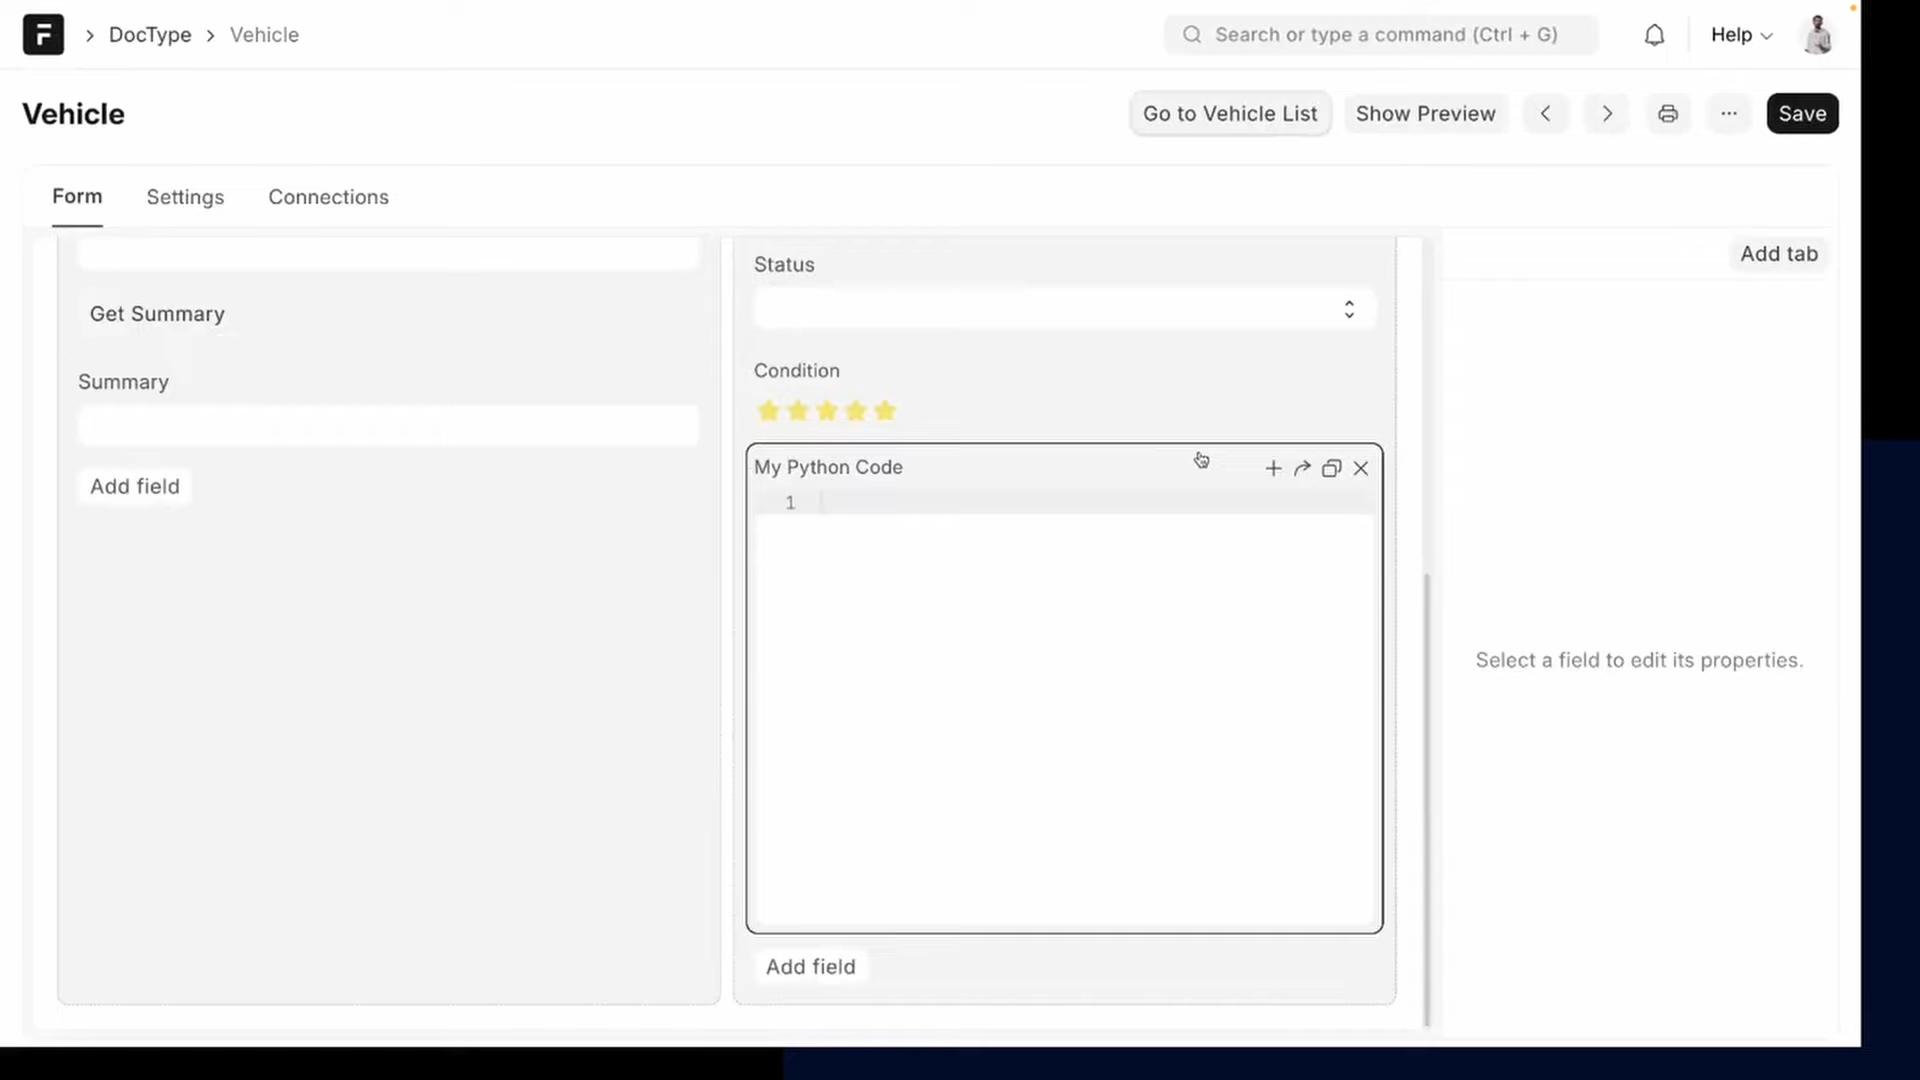 F
DocType
Vehicle
Search or type a command (Ctrl + G)
Help
Vehicle
Go to Vehicle List
Show Preview
Save
Form
Settings
Connections
Add tab
Status
Get Summary
Condition
Summary
My Python Code
Add field
1
Select a field to edit its properties.
Add field